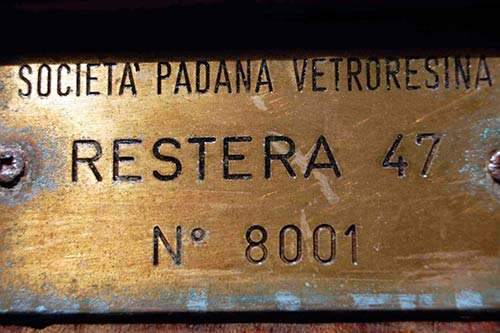 SOCIETA' PADANA VETRORESINA
RESTERA 47
N° 8001